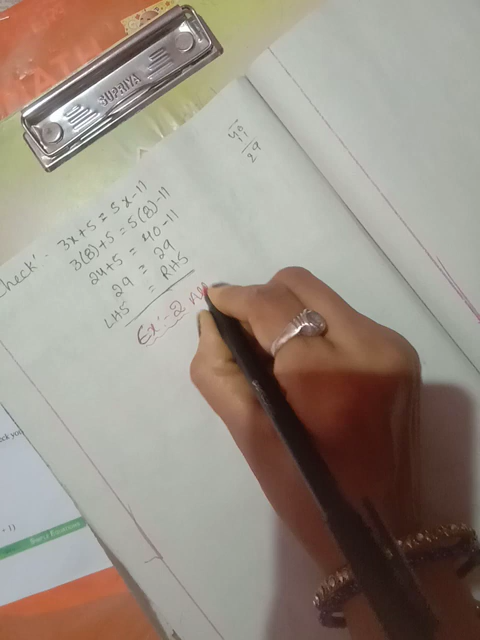 SUPRIYA
40
11
29
Check:- 3x+5 = 5x-11
3(8)+5 = 5(8)-11
24+5 = 40-11
29 = 29
LHS = RHS
Ex:-2